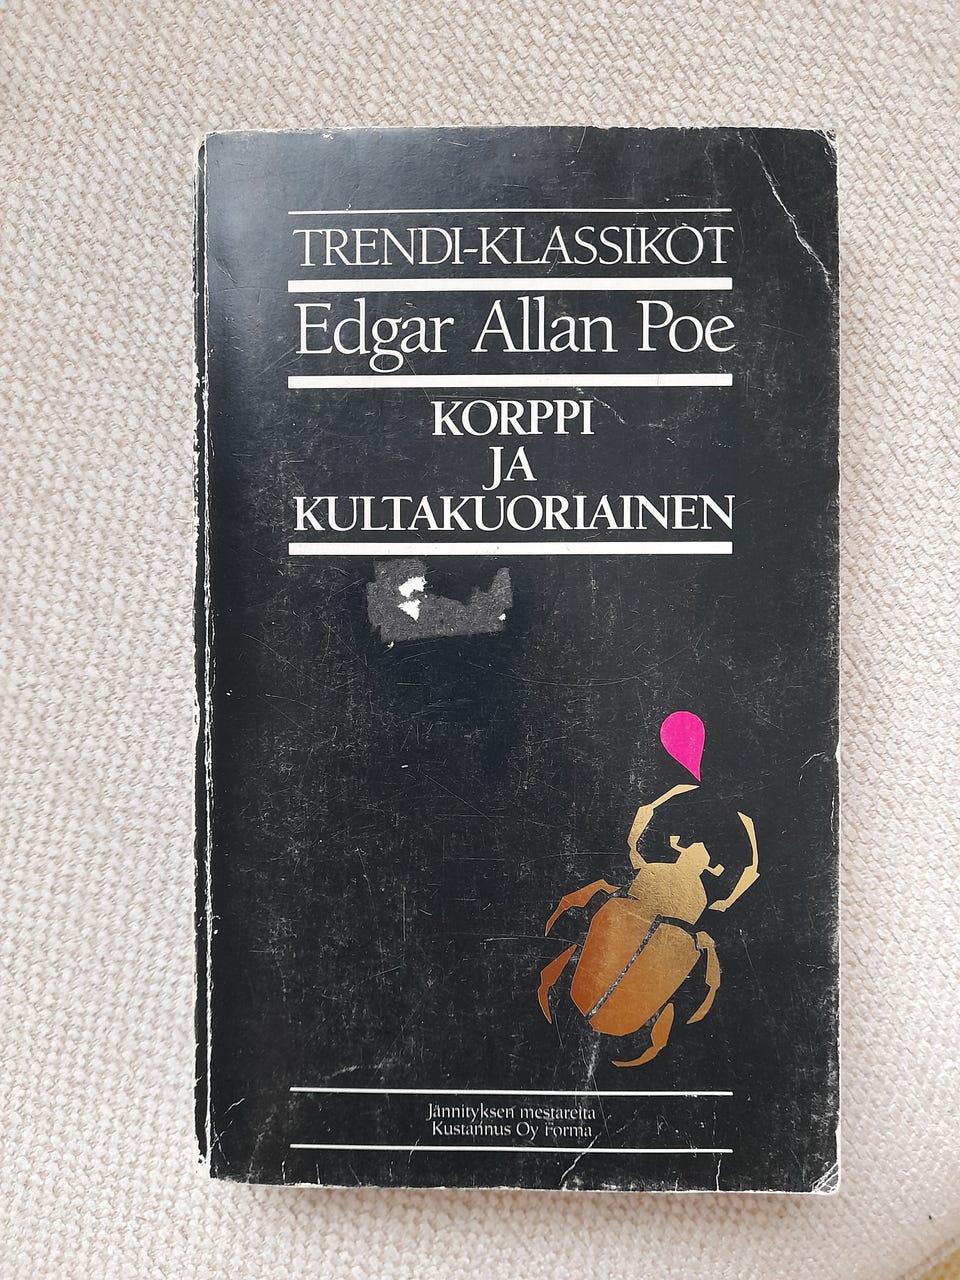 TRENDI-KLASSIKOT
Edgar Allan Poe
KORPPI
JA
KULTAKUORIAINEN
Jännityksen mestareita
Kustannus Oy Forma